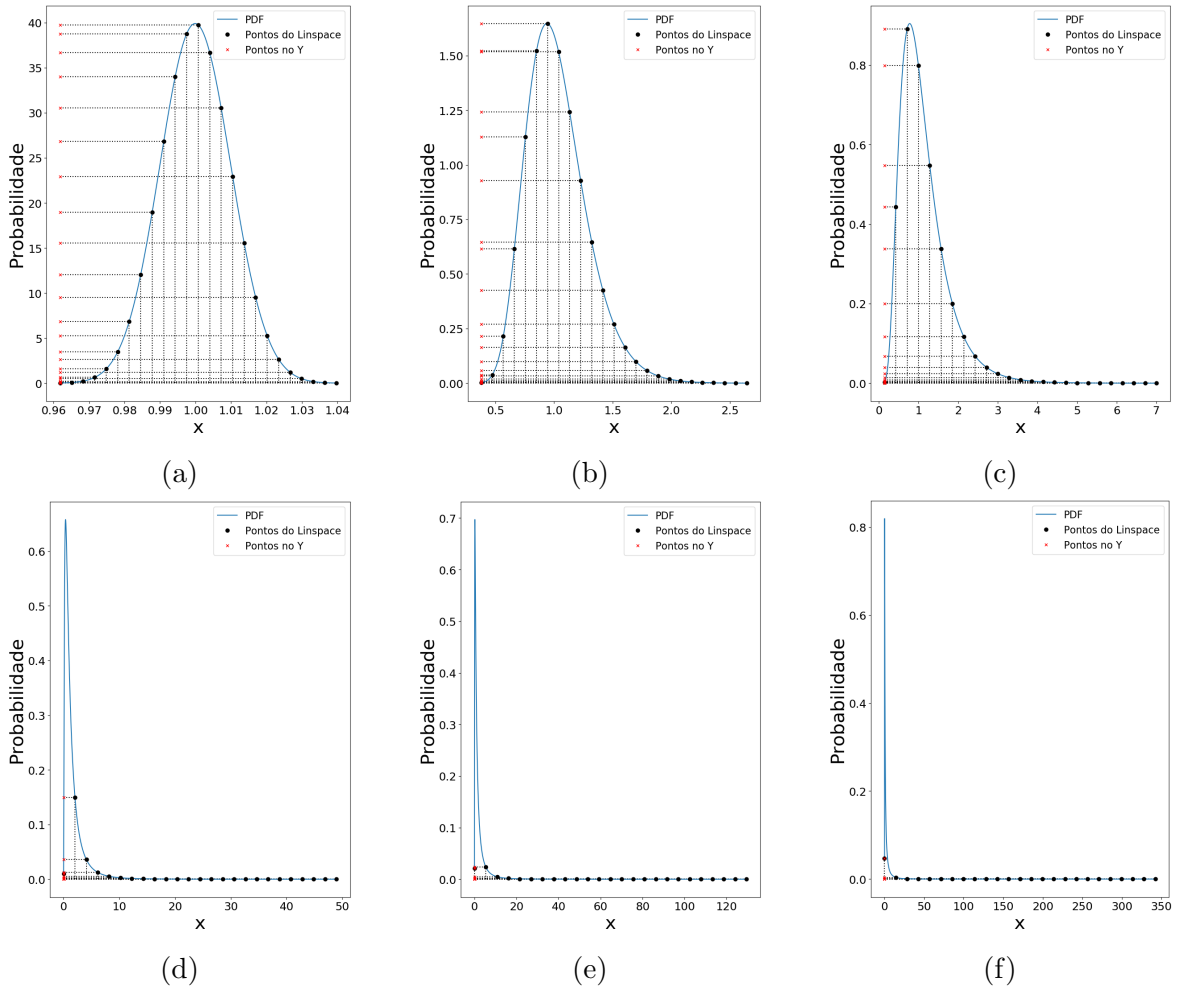 PDF
Pontos do Linspace
Pontos no Y
Probabilidade
40
35
30
25
20
15
10
5
0
0.96 0.97 0.98 0.99 1.00 1.01 1.02 1.03 1.04
x
(a)
PDF
Pontos do Linspace
Pontos no Y
Probabilidade
1.50
1.25
1.00
0.75
0.50
0.25
0.00
0.5 1.0 1.5 2.0 2.5
x
(b)
PDF
Pontos do Linspace
Pontos no Y
Probabilidade
0.8
0.6
0.4
0.2
0.0
0 1 2 3 4 5 6 7
x
(c)
PDF
Pontos do Linspace
Pontos no Y
Probabilidade
0.6
0.5
0.4
0.3
0.2
0.1
0.0
0 10 20 30 40 50
x
(d)
PDF
Pontos do Linspace
Pontos no Y
Probabilidade
0.7
0.6
0.5
0.4
0.3
0.2
0.1
0.0
0 20 40 60 80 100 120
x
(e)
PDF
Pontos do Linspace
Pontos no Y
Probabilidade
0.8
0.6
0.4
0.2
0.0
0 50 100 150 200 250 300 350
x
(f)